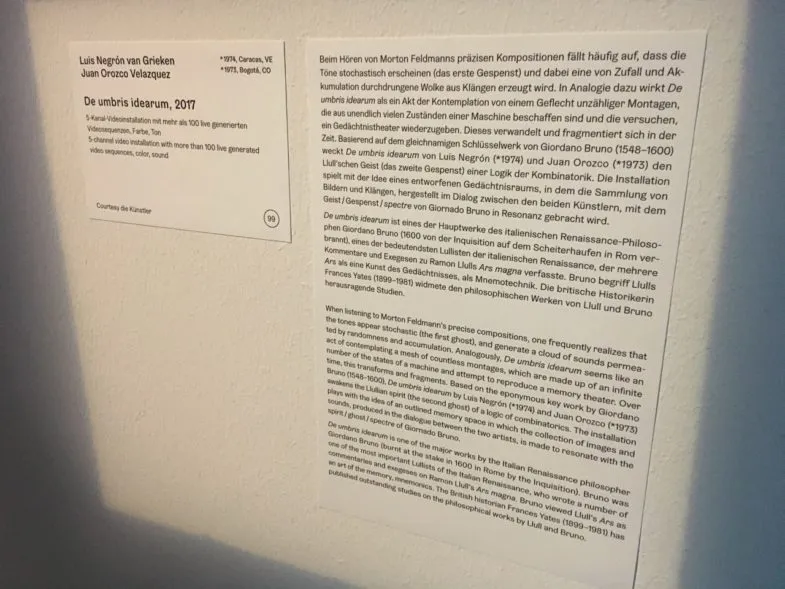 Luis Negrón van Grieken *1974, Caracas, VE
Juan Orozco Velazquez *1973, Bogotá, CO
De umbris idearum, 2017
5-Kanal-Videoinstallation mit mehr als 100 live generierten
Videosequenzen, Farbe, Ton
5-channel video installation with more than 100 live generated
video sequences, color, sound
Courtesy die Künstler
99
Beim Hören von Morton Feldmanns präzisen Kompositionen fällt häufig auf, dass die
Töne stochastisch erscheinen (das erste Gespenst) und dabei eine von Zufall und Ak-
kumulation durchdrungene Wolke aus Klängen erzeugt wird. In Analogie dazu wirkt De
umbris idearum als ein Akt der Kontemplation von einem Geflecht unzähliger Montagen,
die aus unendlich vielen Zuständen einer Maschine beschaffen sind und die versuchen,
ein Gedächtnistheater wiederzugeben. Dieses verwandelt und fragmentiert sich in der
Zeit. Basierend auf dem gleichnamigen Schlüsselwerk von Giordano Bruno (1548–1600)
weckt De umbris idearum von Luis Negrón (*1974) und Juan Orozco (*1973) den
Llull'schen Geist (das zweite Gespenst) einer Logik der Kombinatorik. Die Installation
spielt mit der Idee eines entworfenen Gedächtnisraums, in dem die Sammlung von
Bildern und Klängen, hergestellt im Dialog zwischen den beiden Künstlern, mit dem
Geist / Gespenst / spectre von Giornado Bruno in Resonanz gebracht wird.
De umbris idearum ist eines der Hauptwerke des italienischen Renaissance-Philoso-
phen Giordano Bruno (1600 von der Inquisition auf dem Scheiterhaufen in Rom ver-
brannt), eines der bedeutendsten Lullisten der italienischen Renaissance, der mehrere
Kommentare und Exegesen zu Ramon Llulls Ars magna verfasste. Bruno begriff Llulls
Ars als eine Kunst des Gedächtnisses, als Mnemotechnik. Die britische Historikerin
Frances Yates (1899–1981) widmete den philosophischen Werken von Llull und Bruno
herausragende Studien.
When listening to Morton Feldmann's precise compositions, one frequently realizes that
the tones appear stochastic (the first ghost), and generate a cloud of sounds permea-
ted by randomness and accumulation. Analogously, De umbris idearum seems like an
act of contemplating a mesh of countless montages, which are made up of an infinite
number of the states of a machine and attempt to reproduce a memory theater. Over
time, this transforms and fragments. Based on the eponymous key work by Giordano
Bruno (1548-1600), De umbris idearum by Luis Negrón (*1974) and Juan Orozco (*1973)
awakens the Llullian spirit (the second ghost) of a logic of combinatorics. The installation
plays with the idea of an outlined memory space in which the collection of images and
sounds, produced in the dialogue between the two artists, is made to resonate with the
spirit / ghost / spectre of Giornado Bruno.
De umbris idearum is one of the major works by the Italian Renaissance philosopher
Giordano Bruno (burnt at the stake in 1600 in Rome by the Inquisition). Bruno was
one of the most important Lullists of the Italian Renaissance, who wrote a number of
commentaries and exegeses on Ramon Llull's Ars magna. Bruno viewed Llull's Ars as
an art of the memory, mnemonics. The British historian Frances Yates (1899–1981) has
published outstanding studies on the philosophical works by Llull and Bruno.